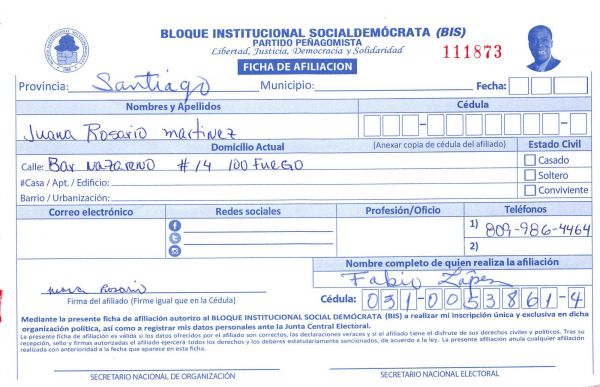 BLOQUE INSTITUCIONAL SOCIALDEMÓCRATA (BIS)
PARTIDO PEÑAGOMISTA
Libertad, Justicia, Democracia y Solidaridad
111873
FICHA DE AFILIACION
Provincia: Santiago Municipio: Fecha:
Nombres y Apellidos Cédula
Juana Rosario martinez
Domicilio Actual (Anexar copia de cédula del afiliado) Estado Civil
Calle: Bar Nazareno #14 100 Fuego Casado
#Casa / Apt. / Edificio: Soltero
Barrio / Urbanización: Conviviente
Correo electrónico Redes sociales Profesión/Oficio Teléfonos
1) 809-986-4464
2)
Nombre completo de quien realiza la afiliación
Fabio López
Rosario
Firma del afiliado (Firme igual que en la Cédula) Cédula: 031-0053861-4
Mediante la presente ficha de afiliación autorizo al BLOQUE INSTITUCIONAL SOCIAL DEMÓCRATA (BIS) a realizar mi inscripción única y exclusiva en dicha
organización política, así como a registrar mis datos personales ante la Junta Central Electoral.
La presente ficha de afiliación es válida si los datos ofrecidos por el afiliado son correctos, las declaraciones veraces y si el afiliado tiene el disfrute de sus derechos civiles y políticos. Tras su
recepción, sello y firmas autorizadas el afiliado ejercerá todos los derechos y los deberes estatutariamente sancionados, de acuerdo a la ley. La presente afiliación anula cualquier afiliación
realizada con anterioridad a la fecha que aparece en esta ficha.
SECRETARIO NACIONAL DE ORGANIZACIÓN SECRETARIO NACIONAL ELECTORAL